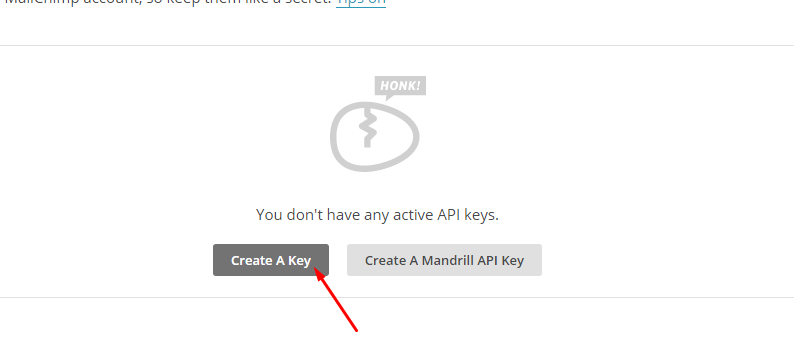 MailChimp account, so keep them like a secret. Tips on
HONK!
You don't have any active API keys.
Create A Key
Create A Mandrill API Key